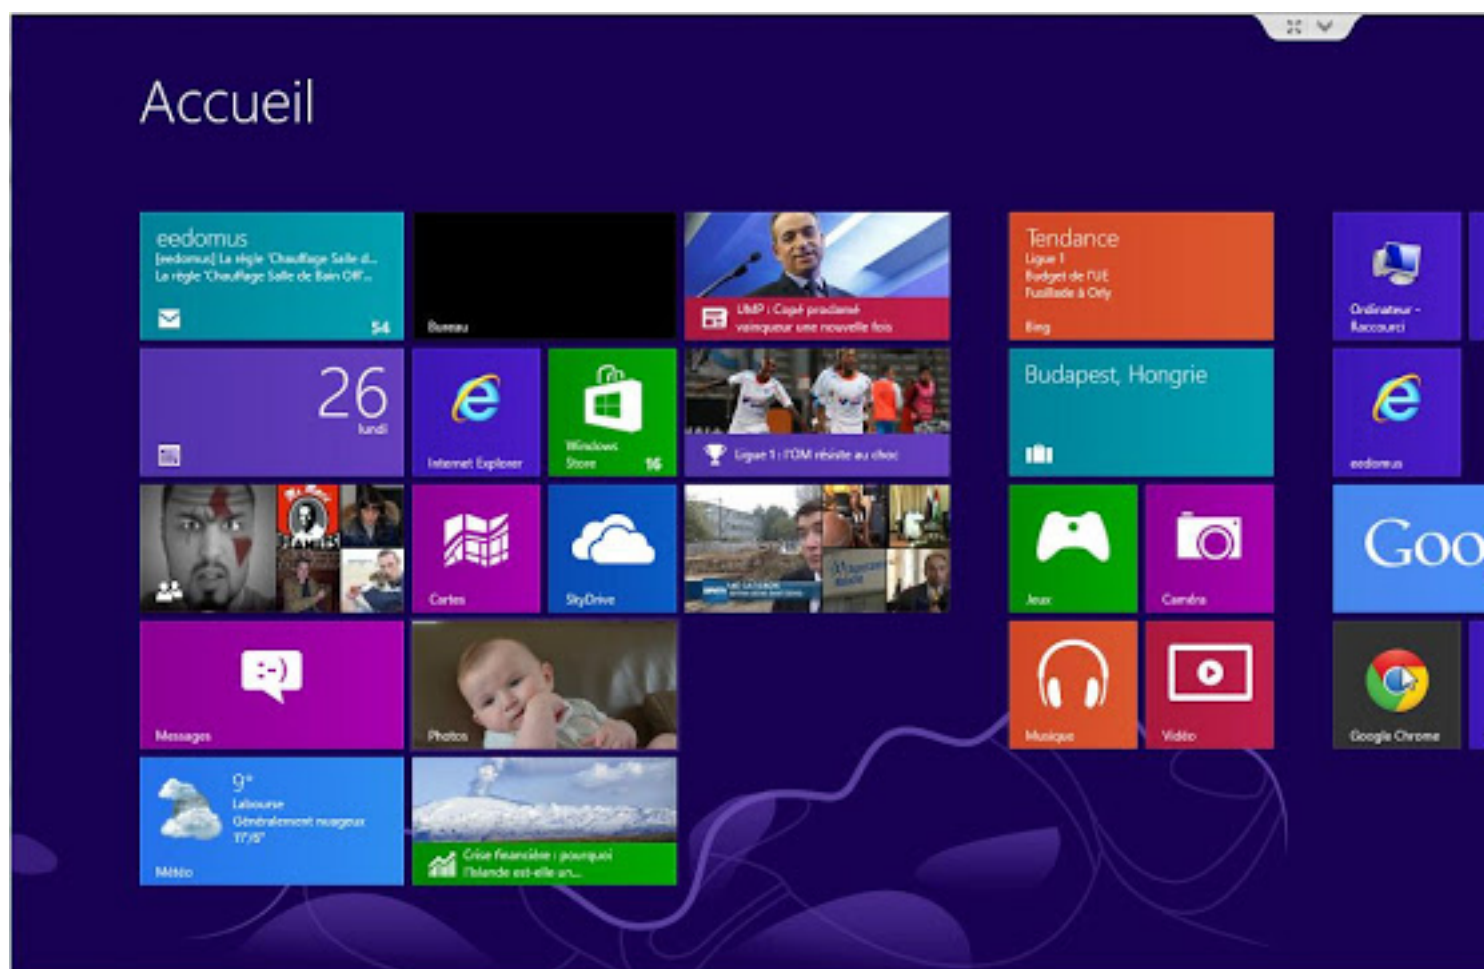 Accueil
eedomus
[eedomus] La règle 'Chauffage Salle d...
La règle 'Chauffage Salle de Bain Off'...
54
Bureau
UMP : Copé proclamé
vainqueur une nouvelle fois
26
lundi
Internet Explorer
Windows
Store
16
Ligue 1 : l'OM résiste au choc
Cartes
SkyDrive
Messages
:-)
Photos
9°
Labourse
Généralement nuageux
Météo
Crise financière : pourquoi
l'Islande est-elle un...
Tendance
Ligue 1
Budget de l'UE
Fusillade à Orly
Bing
Budapest, Hongrie
Jeux
Caméra
Musique
Vidéo
Ordinateur -
Raccourci
eedomus
Goo
Google Chrome